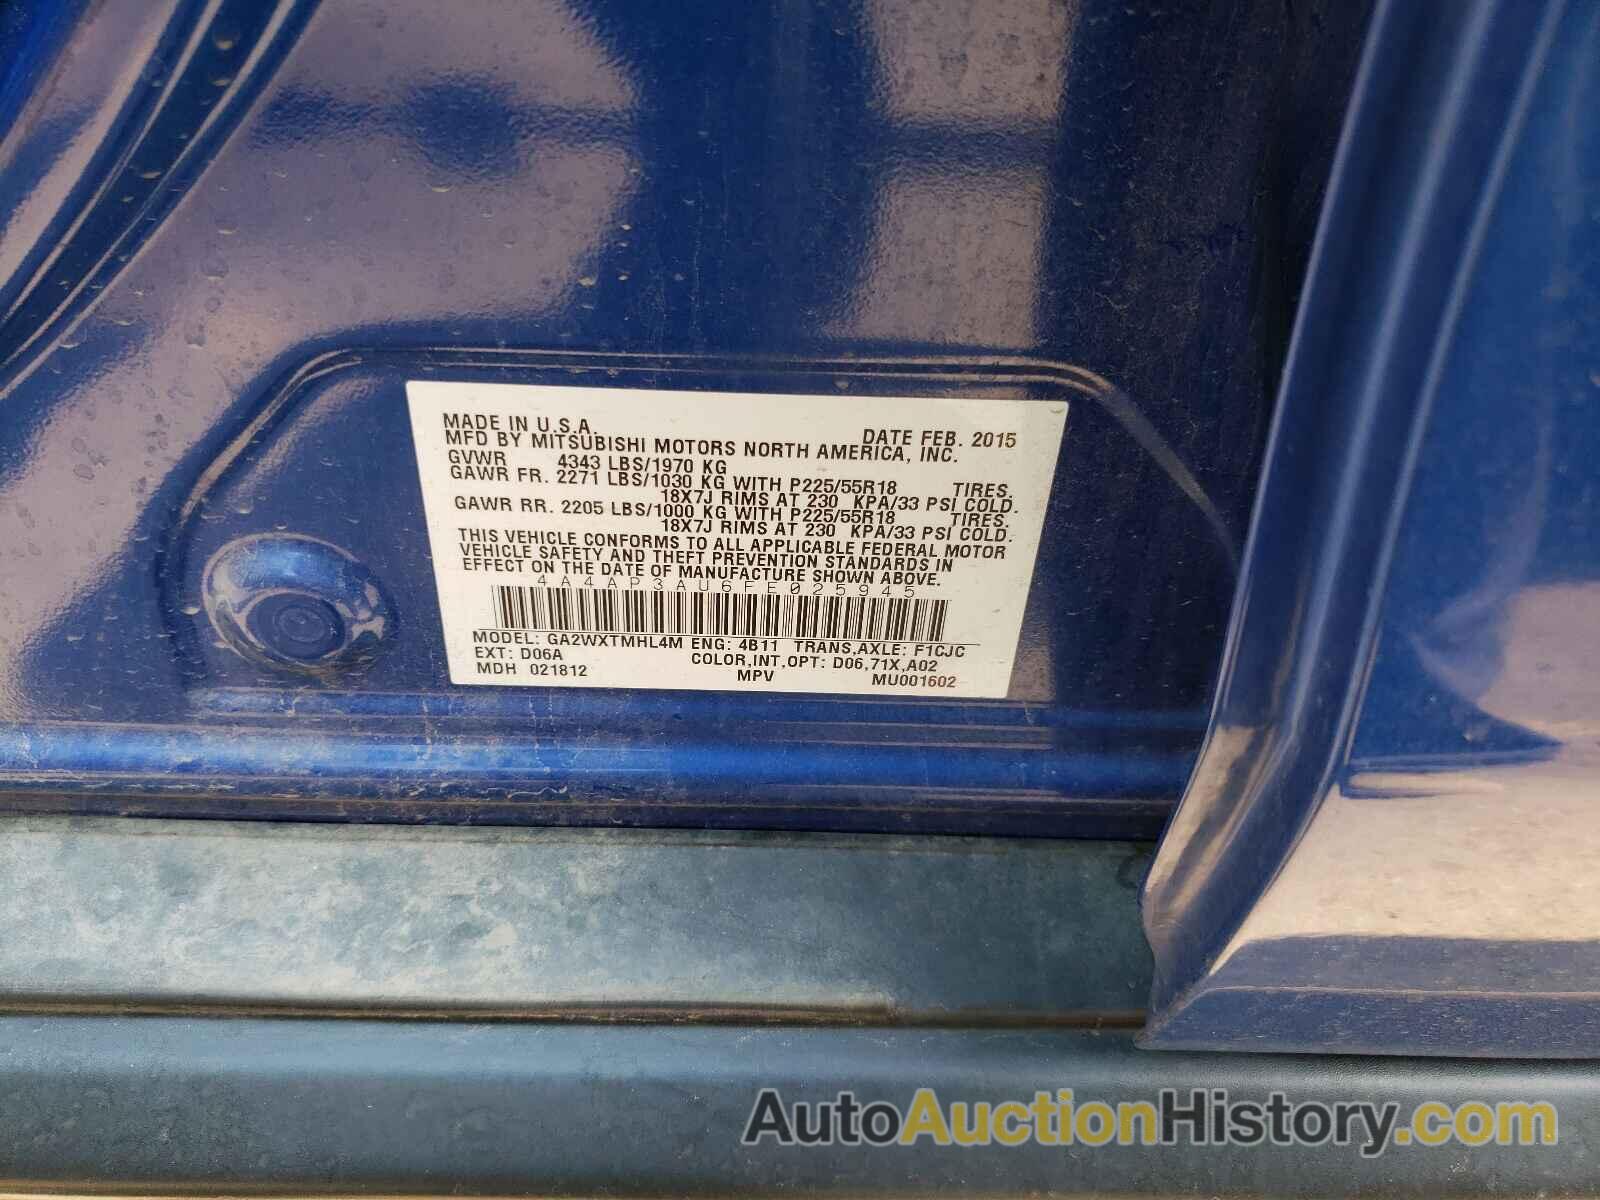 MADE IN U.S.A. DATE FEB. 2015
MFD BY MITSUBISHI MOTORS NORTH AMERICA, INC.
GVWR 4343 LBS/1970 KG
GAWR FR. 2271 LBS/1030 KG WITH P225/55R18 TIRES.
18X7J RIMS AT 230 KPA/33 PSI COLD.
GAWR RR. 2205 LBS/1000 KG WITH P225/55R18 TIRES.
18X7J RIMS AT 230 KPA/33 PSI COLD.
THIS VEHICLE CONFORMS TO ALL APPLICABLE FEDERAL MOTOR
VEHICLE SAFETY AND THEFT PREVENTION STANDARDS IN
EFFECT ON THE DATE OF MANUFACTURE SHOWN ABOVE.
4A4AP3AU6FE025945
MODEL: GA2WXTMHL4M ENG: 4B11 TRANS,AXLE: F1CJC
EXT: D06A COLOR,INT,OPT: D06,71X,A02
MDH 021812 MPV MU001602
AutoAuctionHistory.com